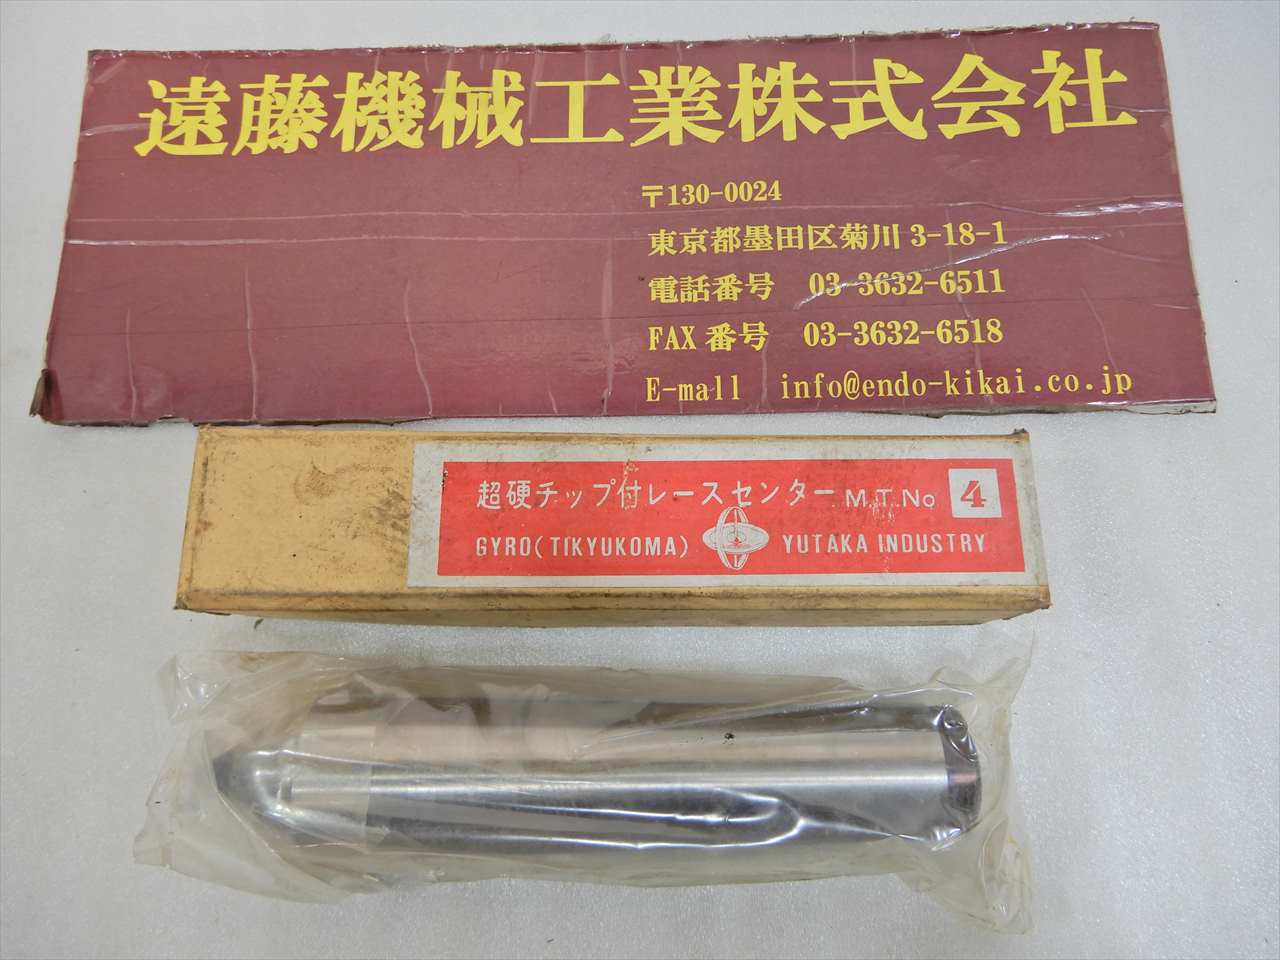 遠藤機械工業株式会社
〒130-0024
東京都墨田区菊川 3-18-1
電話番号 03-3632-6511
FAX 番号 03-3632-6518
E-mall info@endo-kikai.co.jp
超硬チップ付レースセンター M.T.No 4
GYRO(TIKYUKOMA) YUTAKA INDUSTRY